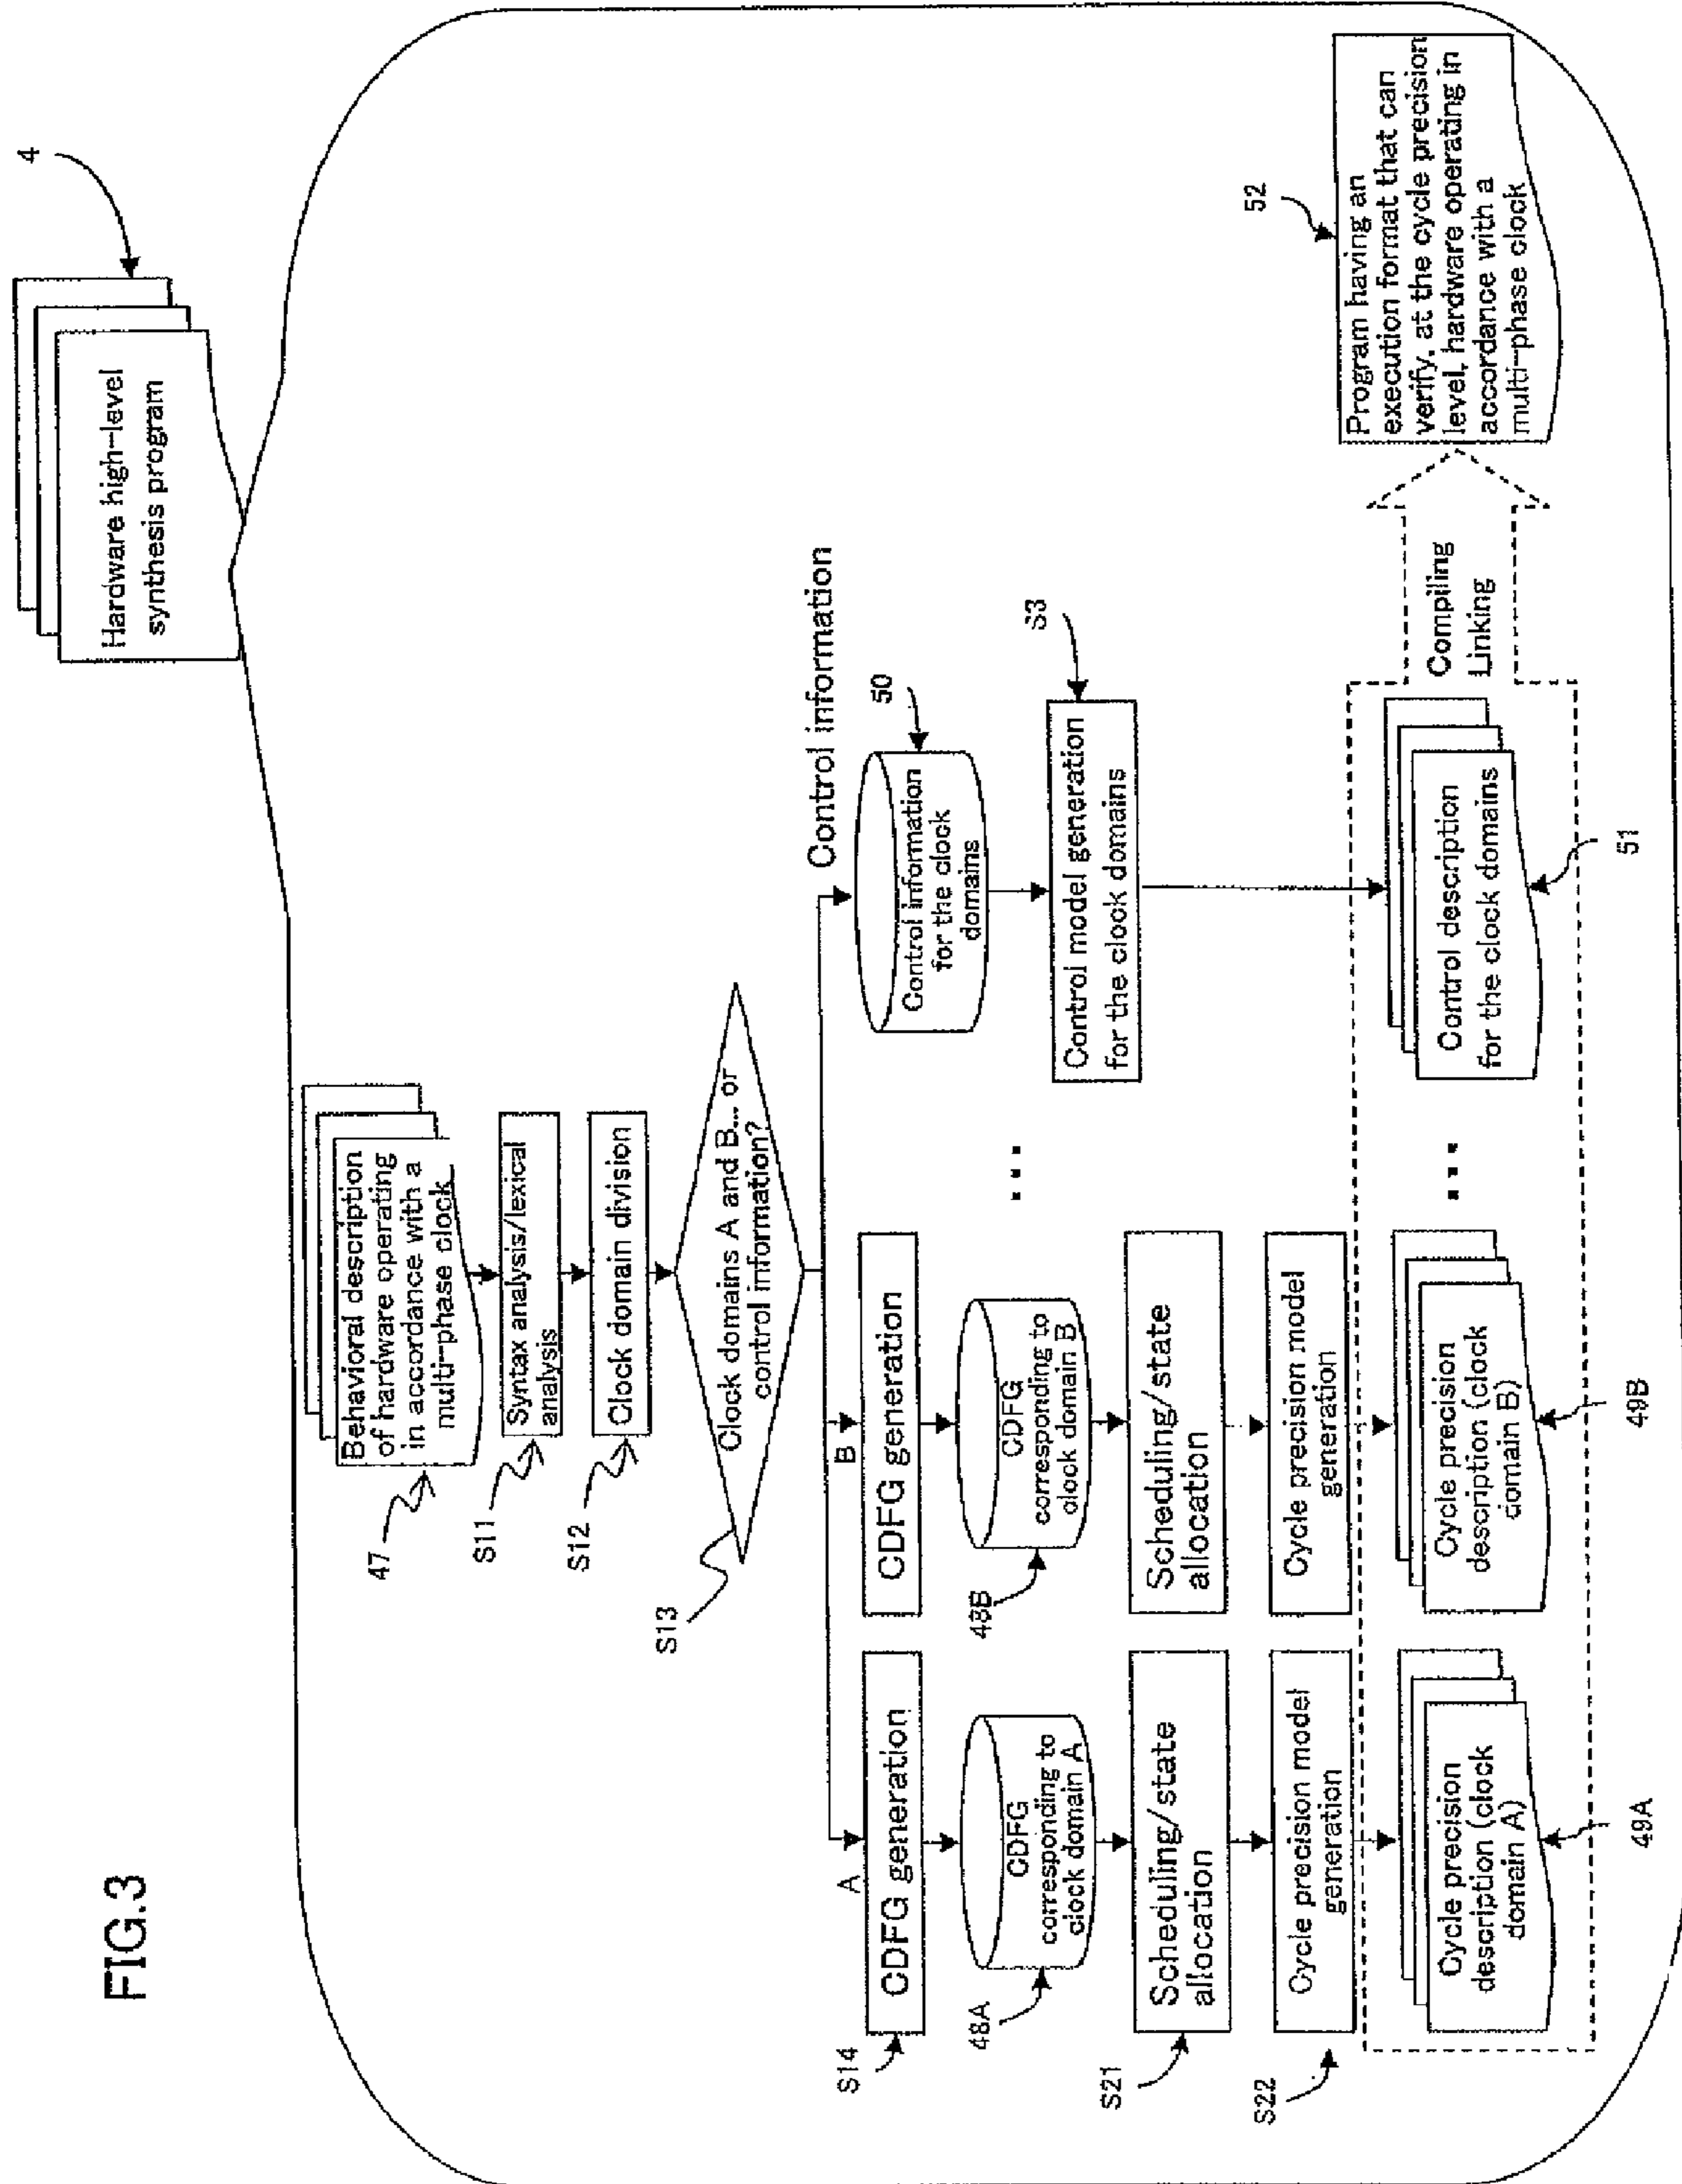 FIG.3
4
Hardware high-level
synthesis program
47
Behavioral description
of hardware operating
in accordance with a
multi-phase clock
S11
Syntax analysis/lexical
analysis
S12
Clock domain division
S13
Clock domains A and B... or
control information?
A
B
Control information
S14
CDFG generation
CDFG generation
50
Control information
for the clock
domains
48A
CDFG
corresponding to
clock domain A
48B
CDFG
corresponding to
clock domain B
...
S3
Control model generation
for the clock domains
S21
Scheduling/state
allocation
Scheduling/state
allocation
S22
Cycle precision model
generation
Cycle precision model
generation
Cycle precision
description (clock
domain A)
49A
Cycle precision
description (clock
domain B)
49B
...
Control description
for the clock domains
51
Compiling
Linking
52
Program having an
execution format that can
verify, at the cycle precision
level, hardware operating in
accordance with a
multi-phase clock